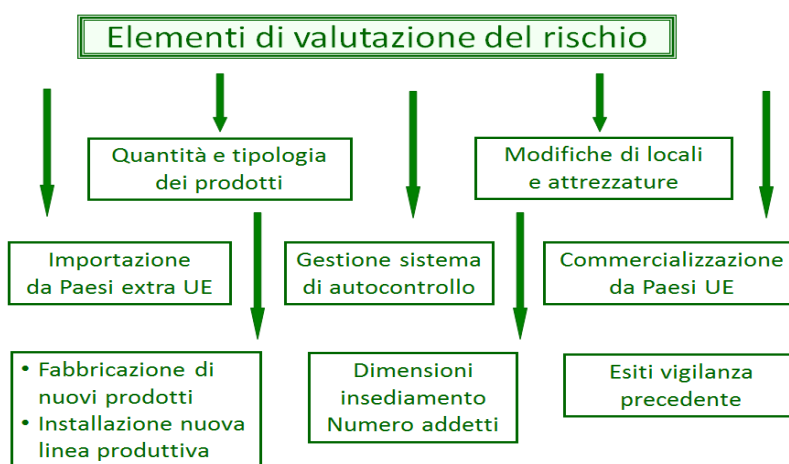 Elementi di valutazione del rischio
Quantità e tipologia
dei prodotti
Modifiche di locali
e attrezzature
Importazione
da Paesi extra UE
Gestione sistema
di autocontrollo
Commercializzazione
da Paesi UE
• Fabbricazione di
nuovi prodotti
• Installazione nuova
linea produttiva
Dimensioni
insediamento
Numero addetti
Esiti vigilanza
precedente